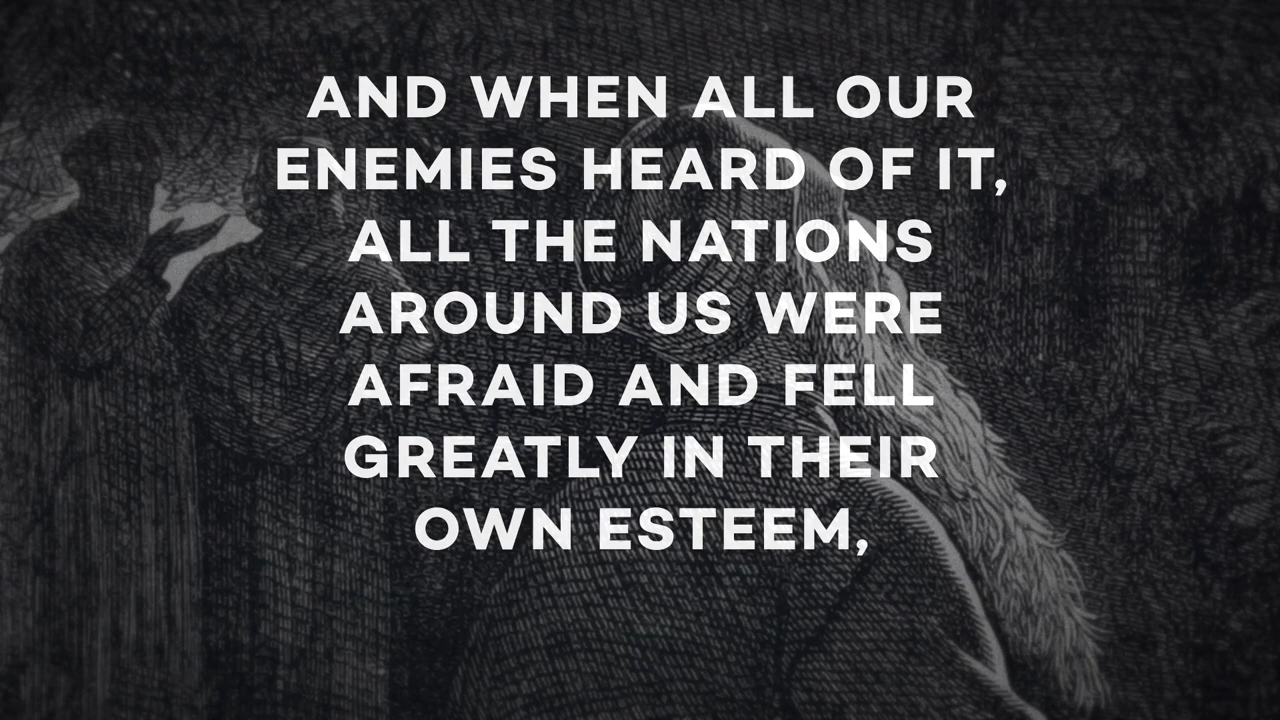 AND WHEN ALL OUR
ENEMIES HEARD OF IT,
ALL THE NATIONS
AROUND US WERE
AFRAID AND FELL
GREATLY IN THEIR
OWN ESTEEM,